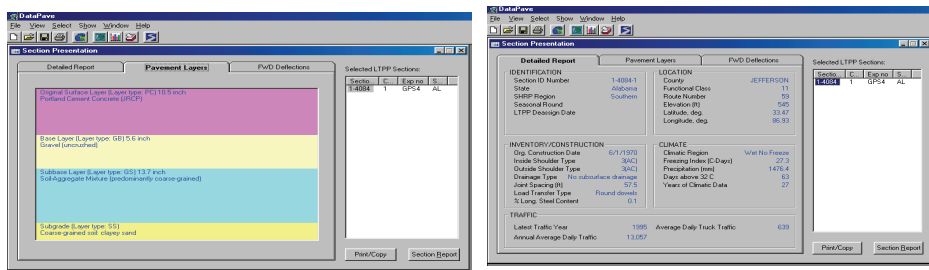 DataPave
File View Select Show Window Help
Section Presentation
Detailed Report Pavement Layers FWD Deflections
Original Surface Layer (Layer type: PC) 10.5 inch
Portland Cement Concrete (JRCP)
Base Layer (Layer type: GB) 5.6 inch
Gravel (uncrushed)
Subbase Layer (Layer type: GS) 13.7 inch
Soil-Aggregate Mixture (predominantly coarse-grained)
Subgrade (Layer type: SS)
Coarse-grained soil: clayey sand
Selected LTPP Sections:
Sectio... C... Exp no S...
1-4084 1 GPS4 AL
Print/Copy Section Report
DataPave
File View Select Show Window Help
Section Presentation
Detailed Report Pavement Layers FWD Deflections
IDENTIFICATION
Section ID Number 1-4084-1
State Alabama
SHRP Region Southern
Seasonal Round
LTPP Deassign Date
LOCATION
County JEFFERSON
Functional Class 11
Route Number 59
Elevation (ft) 545
Latitude, deg. 33.47
Longitude, deg. 86.93
INVENTORY/CONSTRUCTION
Org. Construction Date 6/1/1970
Inside Shoulder Type 3(AC)
Outside Shoulder Type 3(AC)
Drainage Type No subsurface drainage
Joint Spacing (ft) 57.5
Load Transfer Type Round dowels
% Long. Steel Content 0.1
CLIMATE
Climatic Region Wet No Freeze
Freezing Index (C-Days) 27.3
Precipitation (mm) 1476.4
Days above 32 C 63
Years of Climatic Data 27
TRAFFIC
Latest Traffic Year 1995 Average Daily Truck Traffic 639
Annual Average Daily Traffic 13,057
Selected LTPP Sections:
Sectio... C... Exp no S...
1-4084 1 GPS4 AL
Print/Copy Section Report